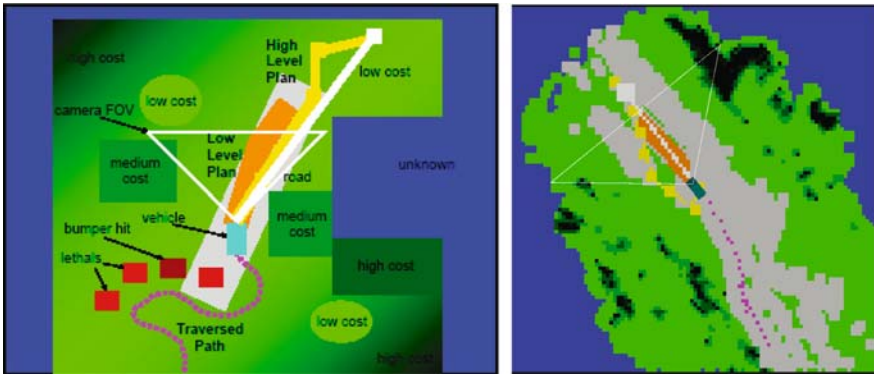 high cost
High
Level
Plan
low cost
low cost
camera FOV
Low
Level
Plan
medium
cost
unknown
road
vehicle
medium
cost
bumper hit
lethals
high cost
Traversed
Path
low cost
high cost